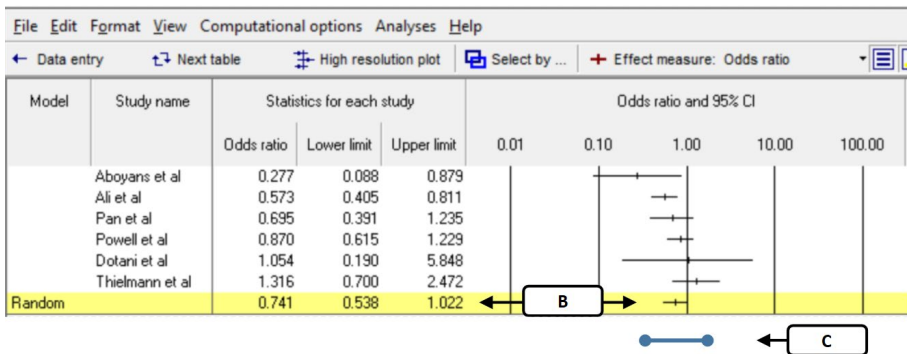 File Edit Format View Computational options Analyses Help
← Data entry Next table High resolution plot Select by ... + Effect measure: Odds ratio
Model Study name Statistics for each study Odds ratio and 95% CI
Odds ratio Lower limit Upper limit 0.01 0.10 1.00 10.00 100.00
Aboyans et al 0.277 0.088 0.879
Ali et al 0.573 0.405 0.811
Pan et al 0.695 0.391 1.235
Powell et al 0.870 0.615 1.229
Dotani et al 1.054 0.190 5.848
Thielmann et al 1.316 0.700 2.472
Random 0.741 0.538 1.022 B
C